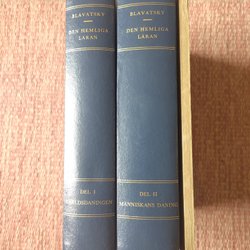 BLAVATSKY
DEN HEMLIGA
LÄRAN
DEL. I
VÄRLDSDANINGEN
BLAVATSKY
DEN HEMLIGA
LÄRAN
DEL. II
MÄNNISKANS DANING